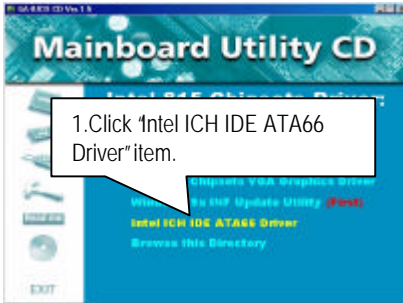 Mainboard Utility CD
Intel 815 Chipsets Driver
1.Click "Intel ICH IDE ATA66
Driver" item.
Chipsets VGA Graphics Driver
INF Update Utility (First)
Intel ICH IDE ATA66 Driver
Browse this Directory
EXIT